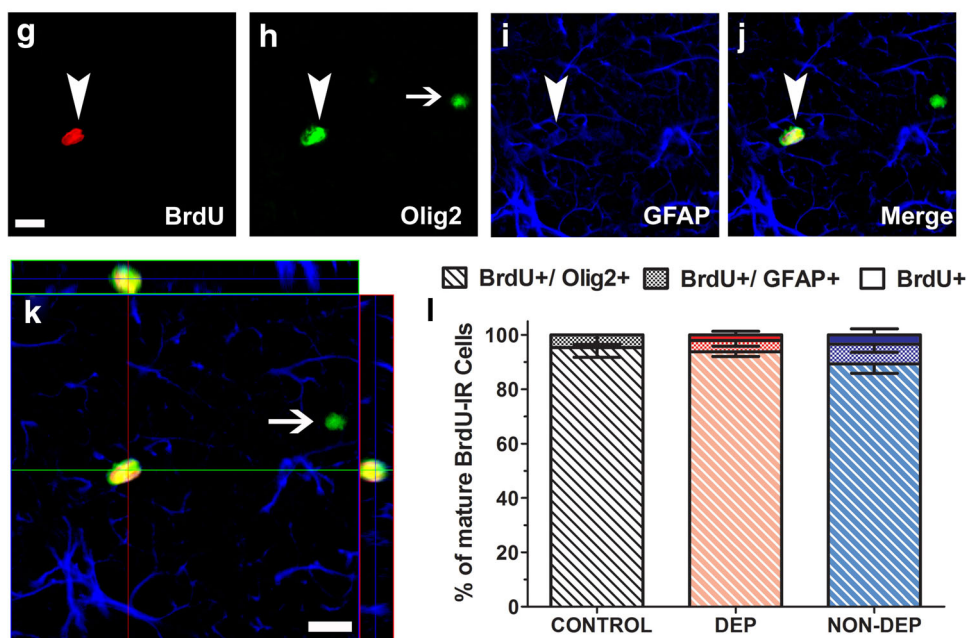 g
BrdU
h
Olig2
i
GFAP
j
Merge
k
l
BrdU+/ Olig2+ BrdU+/ GFAP+ BrdU+
% of mature BrdU-IR Cells
100
80
60
40
20
0
CONTROL DEP NON-DEP